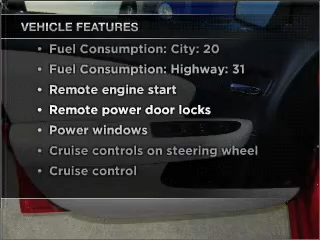 VEHICLE FEATURES
• Fuel Consumption: City: 20
• Fuel Consumption: Highway: 31
• Remote engine start
• Remote power door locks
• Power windows
• Cruise controls on steering wheel
• Cruise control